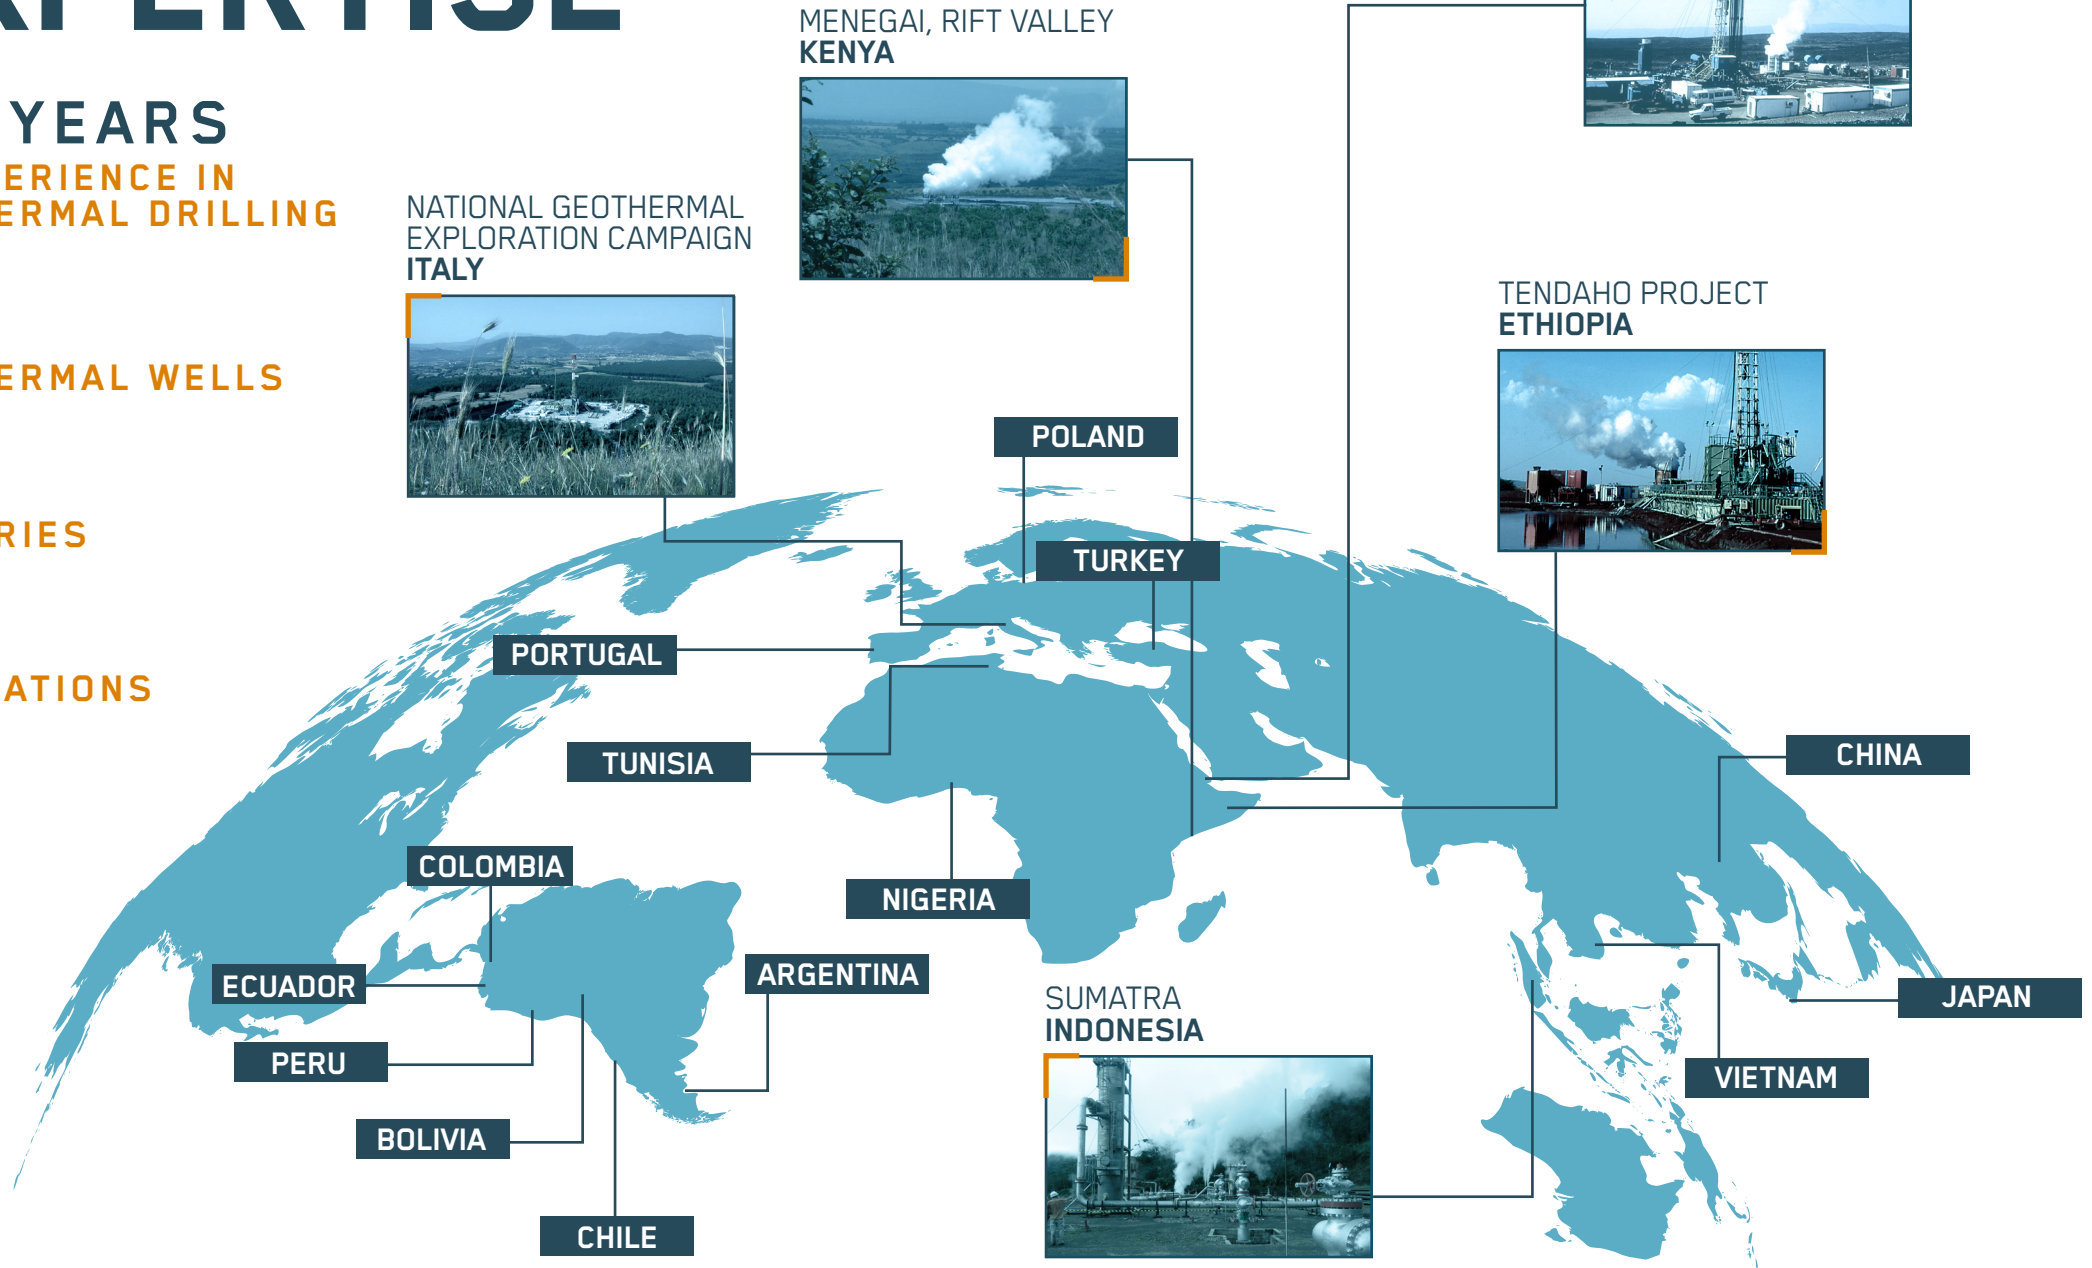 YEARS
ERIENCE IN
ERMAL DRILLING
ERMAL WELLS
RIES
ATIONS
MENEGAI, RIFT VALLEY
KENYA
NATIONAL GEOTHERMAL
EXPLORATION CAMPAIGN
ITALY
TENDAHO PROJECT
ETHIOPIA
POLAND
TURKEY
PORTUGAL
TUNISIA
CHINA
COLOMBIA
NIGERIA
ECUADOR
ARGENTINA
SUMATRA
INDONESIA
JAPAN
PERU
VIETNAM
BOLIVIA
CHILE